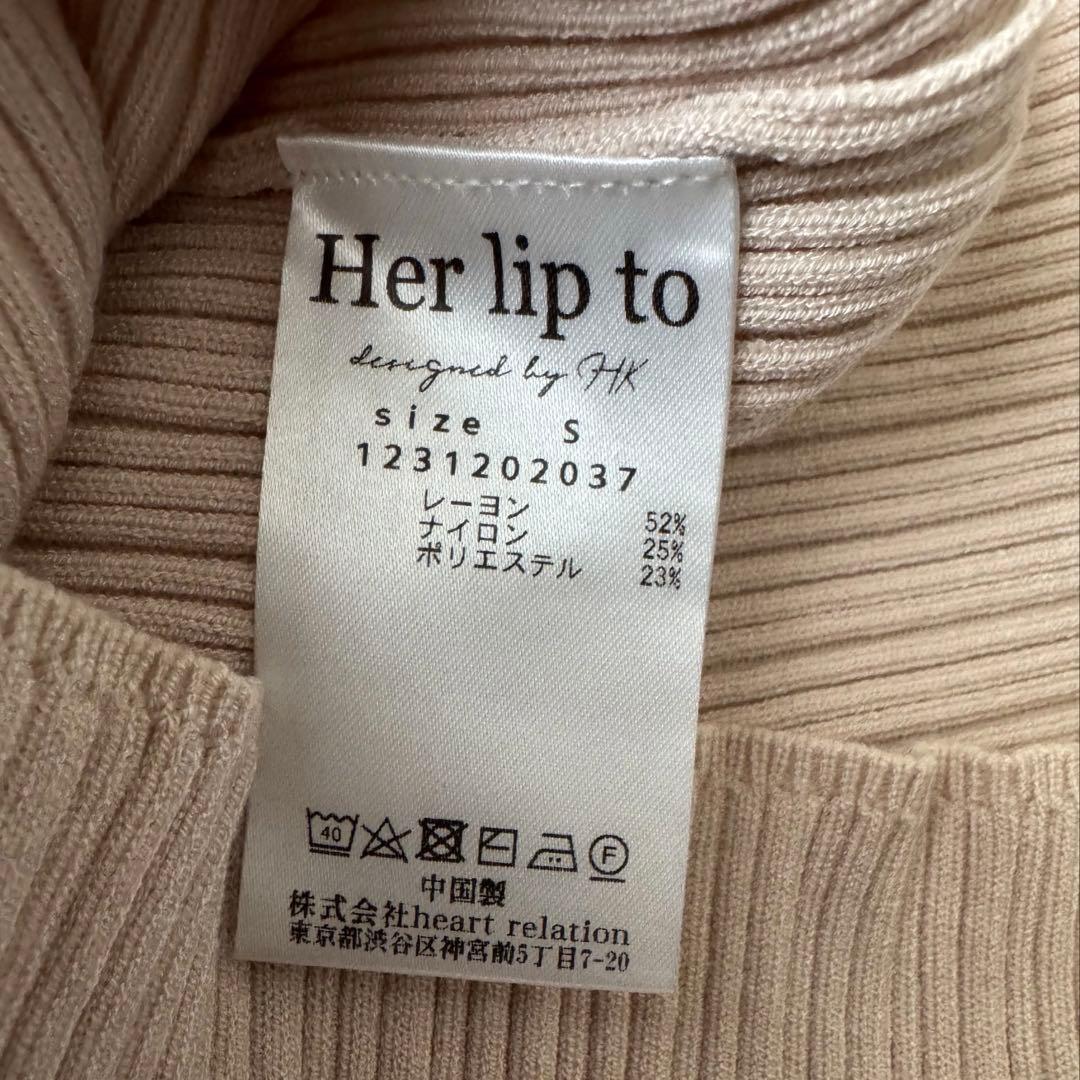 Her lip to
designed by HK
size S
1231202037
レーヨン 52%
ナイロン 25%
ポリエステル 23%
40 F
中国製
株式会社heart relation
東京都渋谷区神宮前5丁目7-20